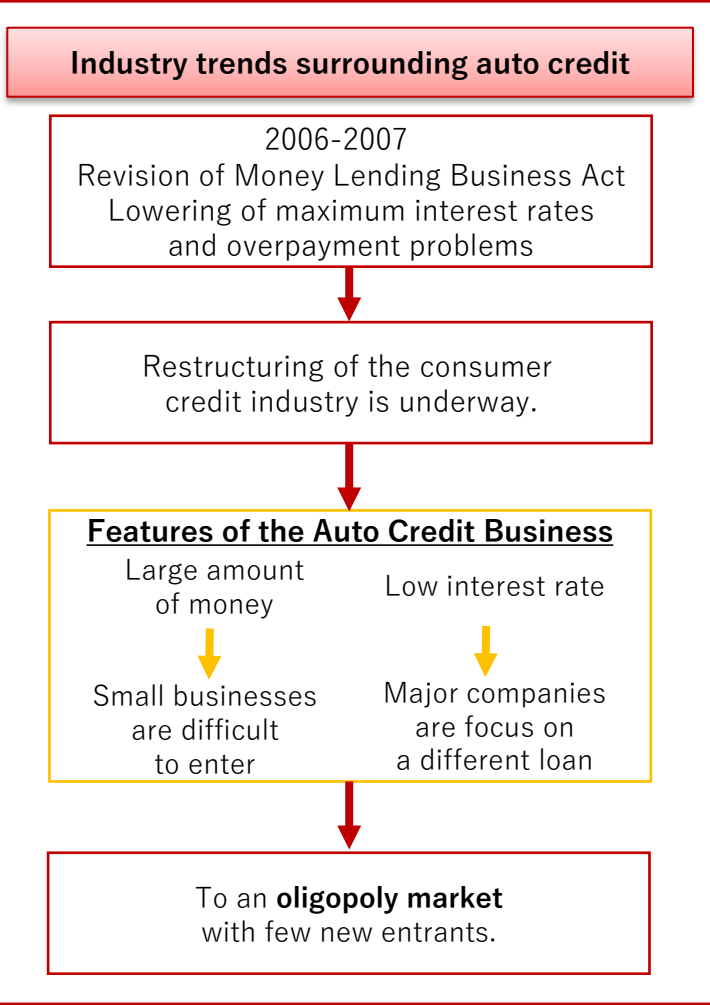 Industry trends surrounding auto credit
2006-2007
Revision of Money Lending Business Act
Lowering of maximum interest rates
and overpayment problems
Restructuring of the consumer
credit industry is underway.
Features of the Auto Credit Business
Large amount
of money
Low interest rate
Small businesses
are difficult
to enter
Major companies
are focus on
a different loan
To an oligopoly market
with few new entrants.